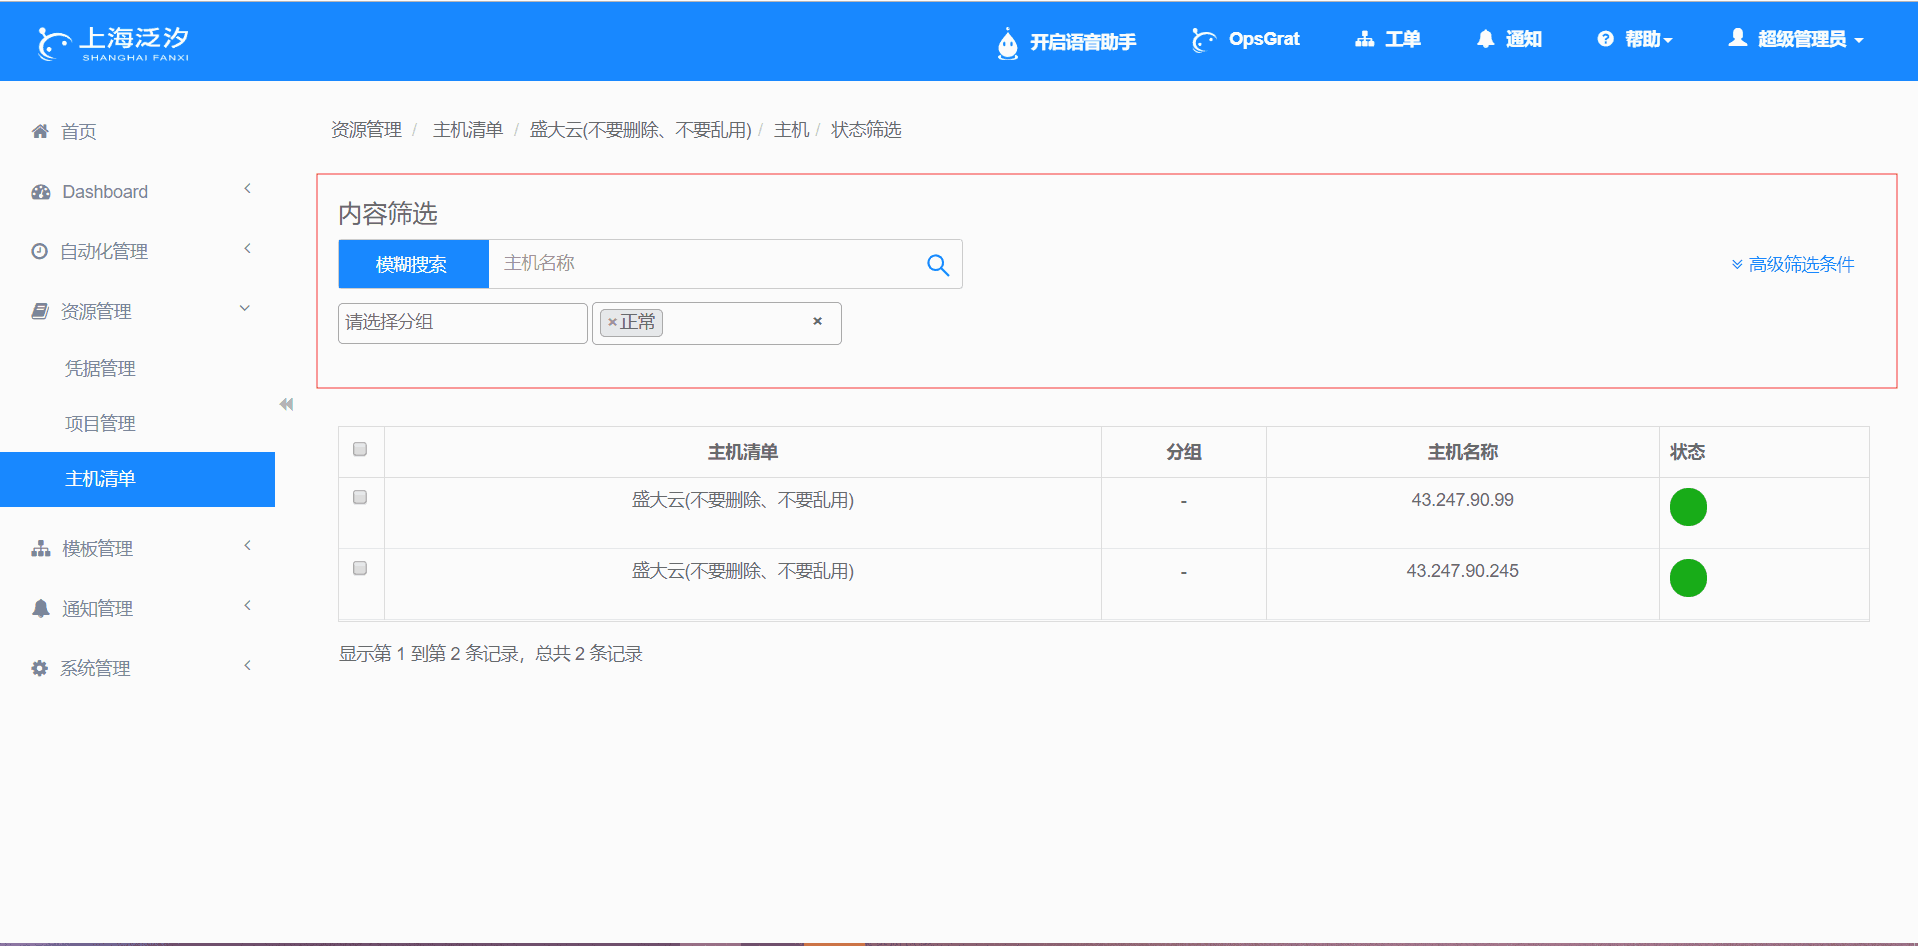 上海泛汐
SHANGHAI FANXI
开启语音助手
OpsGrat
工单
通知
帮助
超级管理员
首页
Dashboard
自动化管理
资源管理
凭据管理
项目管理
主机清单
模板管理
通知管理
系统管理
资源管理 / 主机清单 / 盛大云(不要删除、不要乱用) / 主机 / 状态筛选
内容筛选
模糊搜索 主机名称
高级筛选条件
请选择分组 ×正常 ×
主机清单 分组 主机名称 状态
盛大云(不要删除、不要乱用) - 43.247.90.99
盛大云(不要删除、不要乱用) - 43.247.90.245
显示第 1 到第 2 条记录，总共 2 条记录